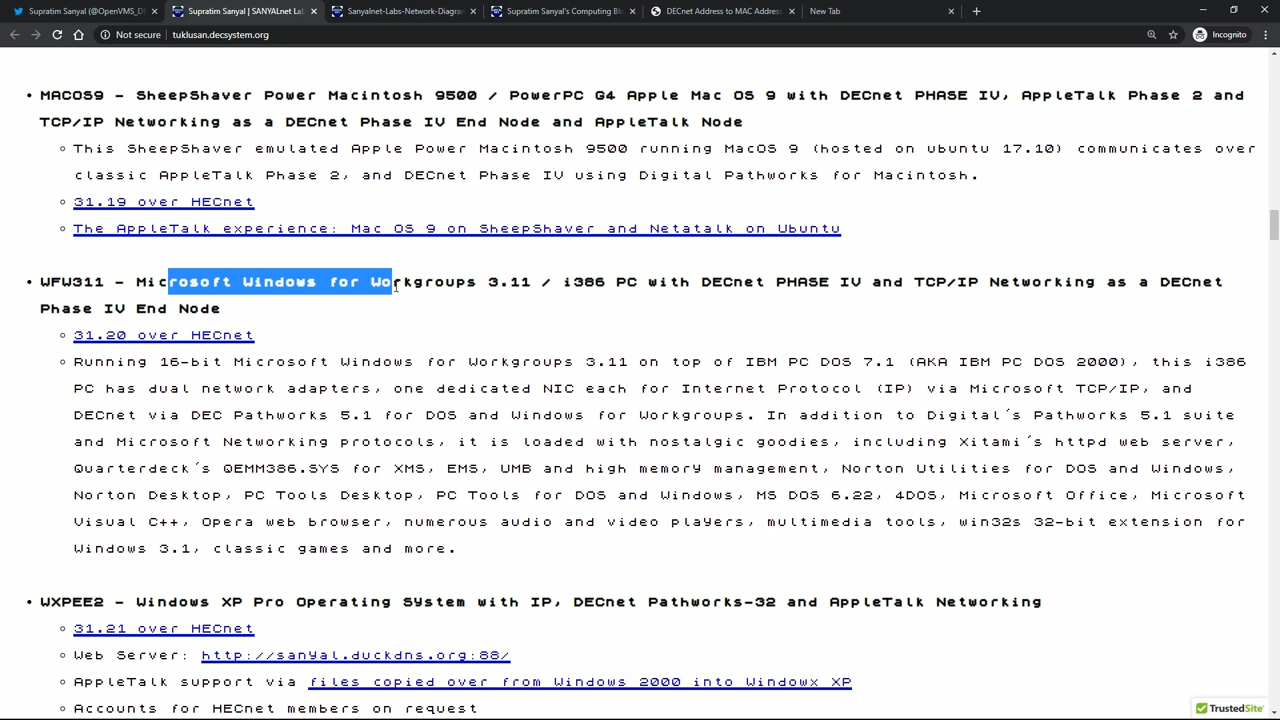 Supratim Sanyal (@OpenVMS_D
Supratim Sanyal | SANYALnet Lab
Sanyalnet-Labs-Network-Diagram
Supratim Sanyal's Computing Bl
DECnet Address to MAC Address
New Tab
Not secure tuklusan.decsystem.org
Incognito
• MACOS9 - SheepShaver Power Macintosh 9500 / PowerPC G4 Apple Mac OS 9 with DECnet PHASE IV, AppleTalk Phase 2 and
TCP/IP Networking as a DECnet Phase IV End Node and AppleTalk Node
This SheepShaver emulated Apple Power Macintosh 9500 running MacOS 9 (hosted on Ubuntu 17.10) communicates over
classic AppleTalk Phase 2, and DECnet Phase IV using Digital Pathworks for Macintosh.
31.19 over HECnet
The AppleTalk experience: Mac OS 9 on SheepShaver and Netatalk on Ubuntu
• WFW311 - Microsoft Windows for Workgroups 3.11 / i386 PC with DECnet PHASE IV and TCP/IP Networking as a DECnet
Phase IV End Node
31.20 over HECnet
Running 16-bit Microsoft Windows for Workgroups 3.11 on top of IBM PC DOS 7.1 (AKA IBM PC DOS 2000), this i386
PC has dual network adapters, one dedicated NIC each for Internet Protocol (IP) via Microsoft TCP/IP, and
DECnet via DEC Pathworks 5.1 for DOS and Windows for Workgroups. In addition to Digital´s Pathworks 5.1 suite
and Microsoft Networking protocols, it is loaded with nostalgic goodies, including Xitami´s httpd web server,
Quarterdeck´s QEMM386.SYS for XMS, EMS, UMB and high memory management, Norton Utilities for DOS and Windows,
Norton Desktop, PC Tools Desktop, PC Tools for DOS and Windows, MS DOS 6.22, 4DOS, Microsoft Office, Microsoft
Visual C++, Opera web browser, numerous audio and video players, multimedia tools, win32s 32-bit extension for
Windows 3.1, classic games and more.
• WXPEE2 - Windows XP Pro Operating System with IP, DECnet Pathworks-32 and AppleTalk Networking
31.21 over HECnet
Web Server: http://sanyal.duckdns.org:88/
AppleTalk support via files copied over from Windows 2000 into Windowx XP
Accounts for HECnet members on request
TrustedSite